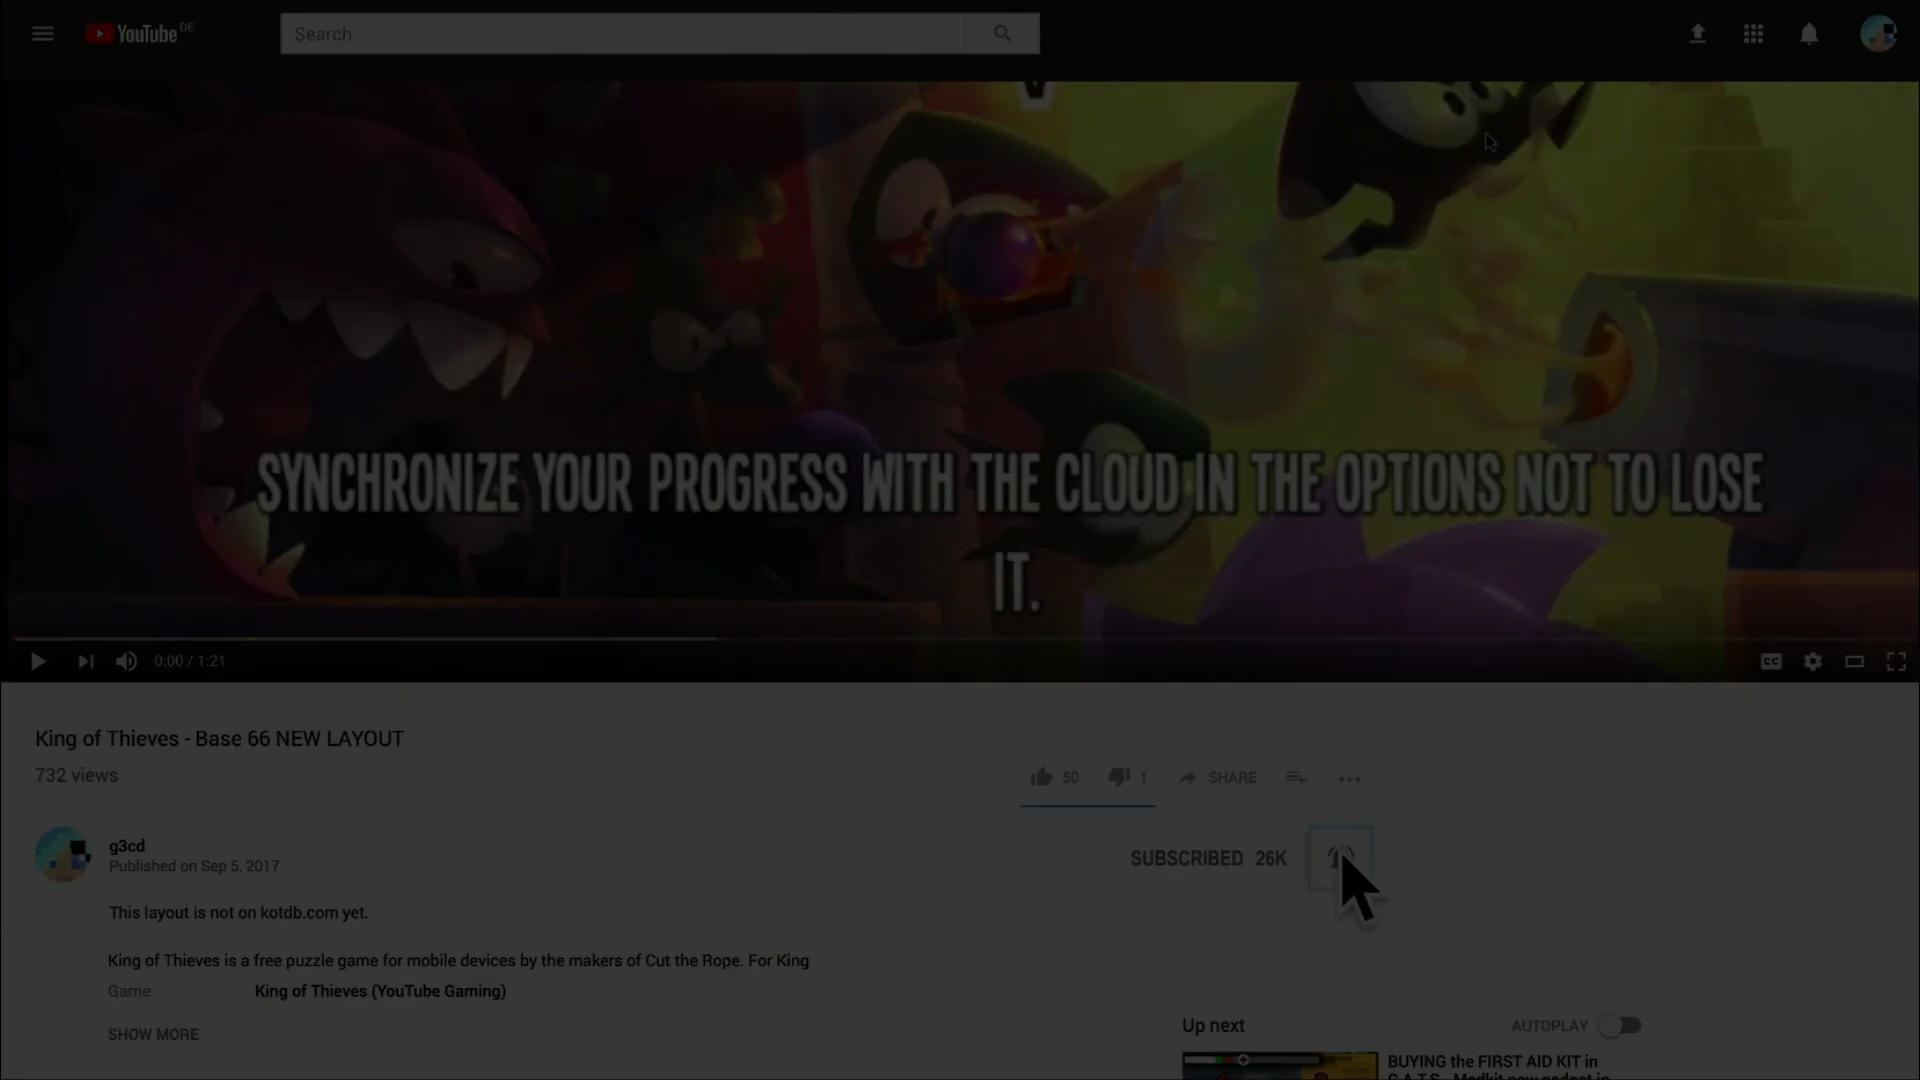 YouTube DE
Search
SYNCHRONIZE YOUR PROGRESS WITH THE CLOUD IN THE OPTIONS NOT TO LOSE
IT.
0:00 / 1:21
CC
King of Thieves - Base 66 NEW LAYOUT
732 views
50
1
SHARE
g3cd
Published on Sep 5, 2017
SUBSCRIBED 26K
This layout is not on kotdb.com yet.
King of Thieves is a free puzzle game for mobile devices by the makers of Cut the Rope. For King
Game
King of Thieves (YouTube Gaming)
SHOW MORE
Up next
AUTOPLAY
BUYING the FIRST AID KIT in